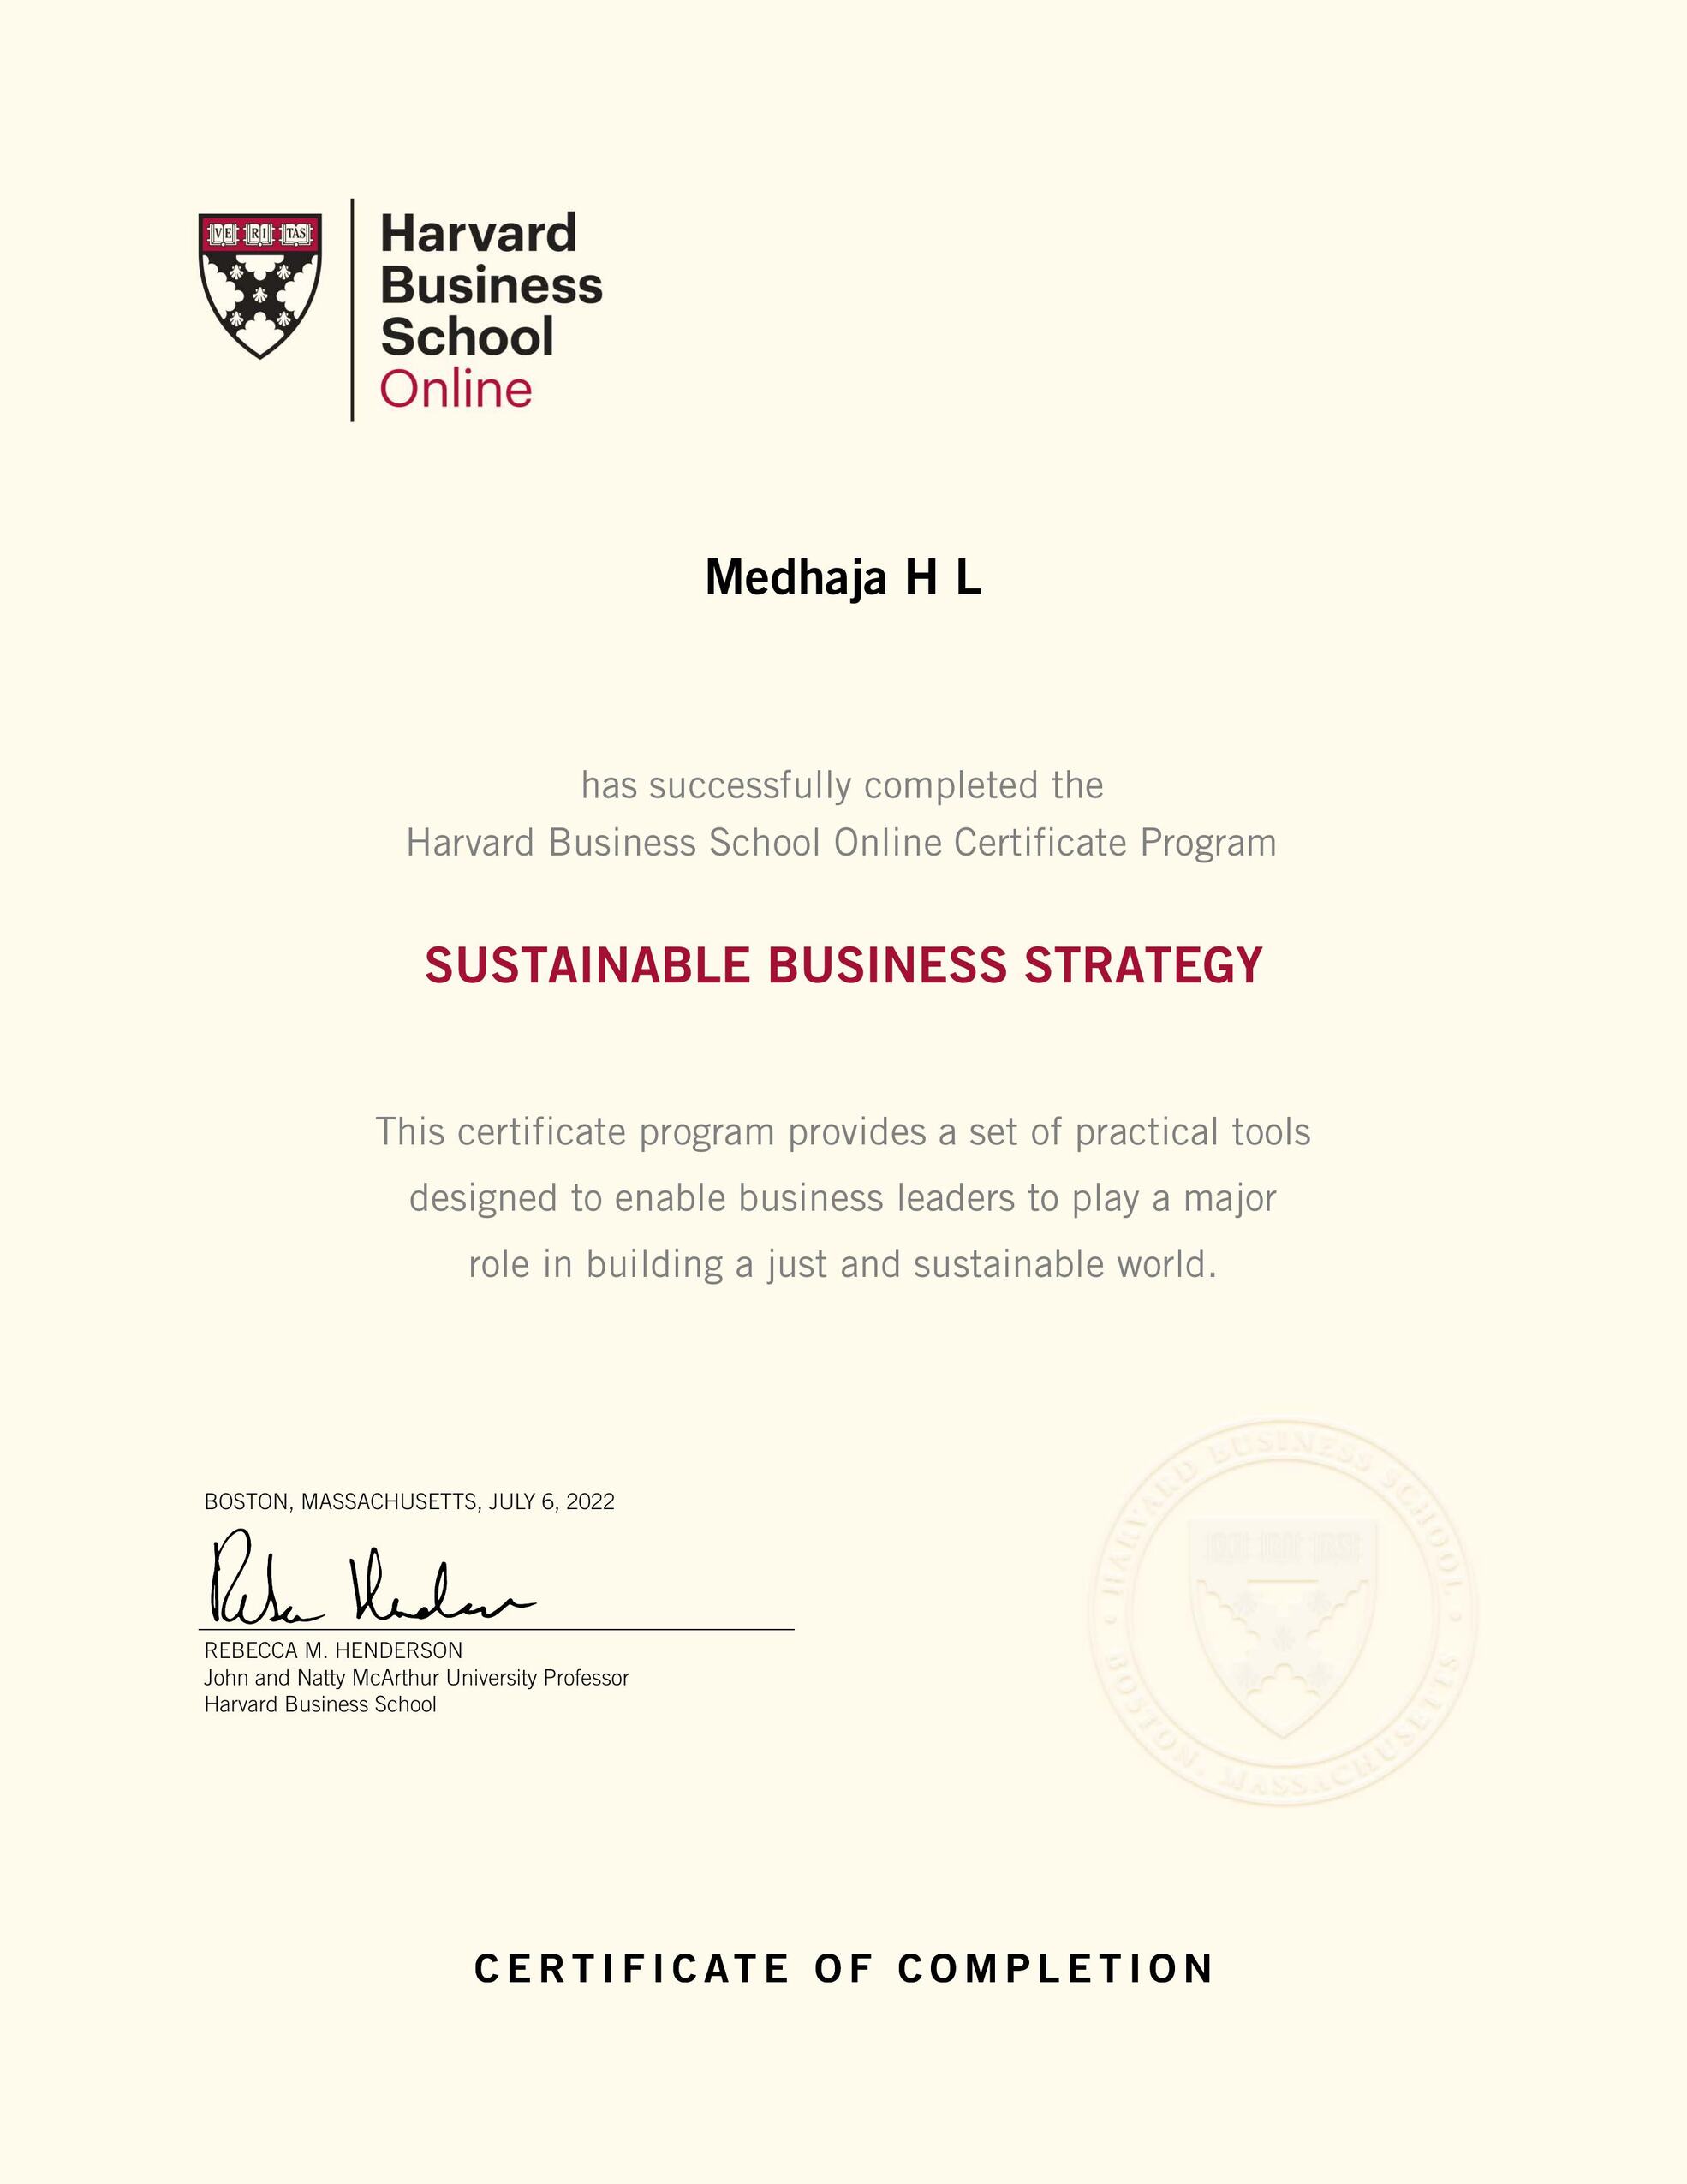 VE RI TAS
Harvard
Business
School
Online
Medhaja H L
has successfully completed the
Harvard Business School Online Certificate Program
SUSTAINABLE BUSINESS STRATEGY
This certificate program provides a set of practical tools
designed to enable business leaders to play a major
role in building a just and sustainable world.
BOSTON, MASSACHUSETTS, JULY 6, 2022
REBECCA M. HENDERSON
John and Natty McArthur University Professor
Harvard Business School
HARVARD BUSINESS SCHOOL
BOSTON, MASSACHUSETTS
CERTIFICATE OF COMPLETION